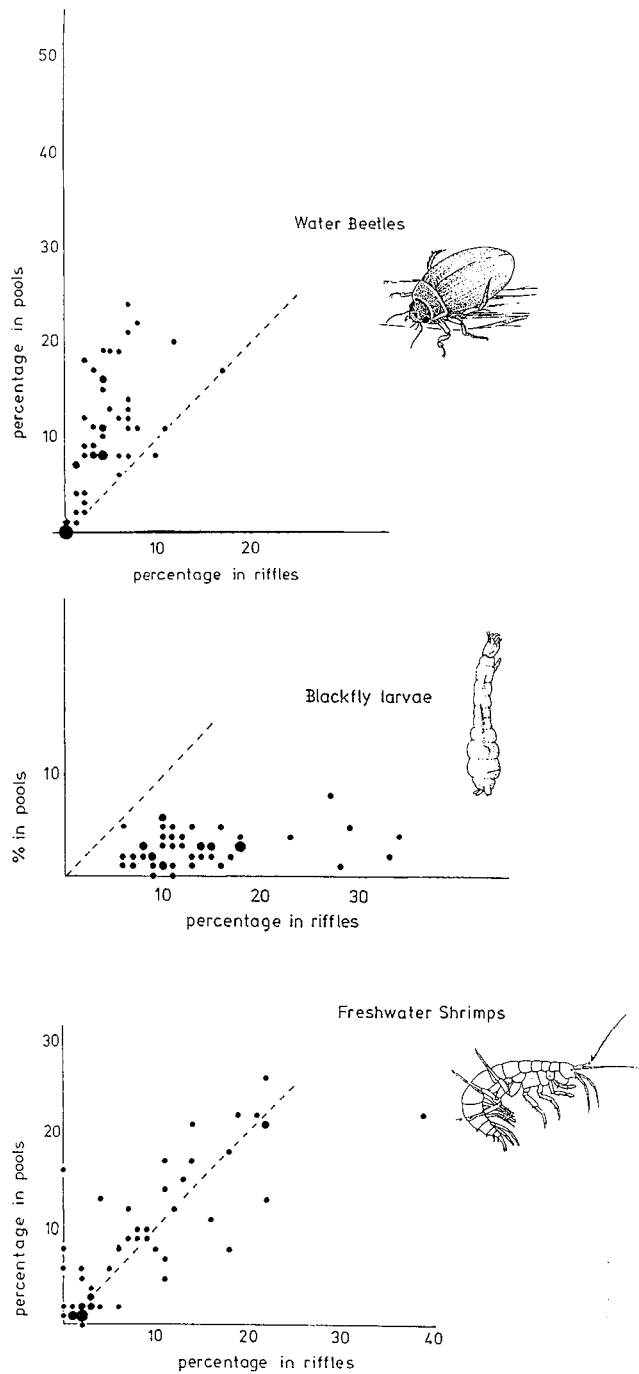 50
40
30
20
10
percentage in pools
Water Beetles
10 20
percentage in riffles
10
% in pools
Blackfly larvae
10 20 30
percentage in riffles
30
20
10
percentage in pools
Freshwater Shrimps
10 20 30 40
percentage in riffles